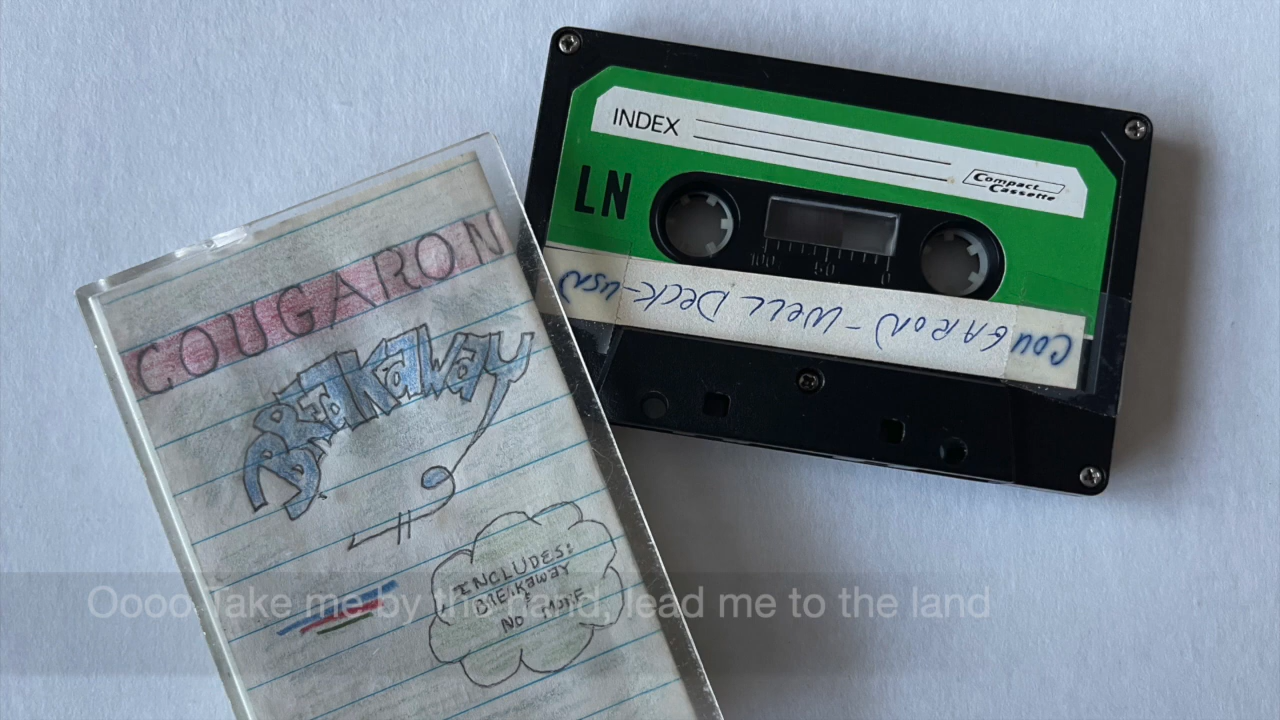 COUGARON
BREAKaWay
INCLUDES:
BREAKAWAY
&
NO MORE
INDEX
Compact
Cassette
LN
100 50 0
COUGARON - WELL DECK - USN
Oooo, take me by the hand, lead me to the land